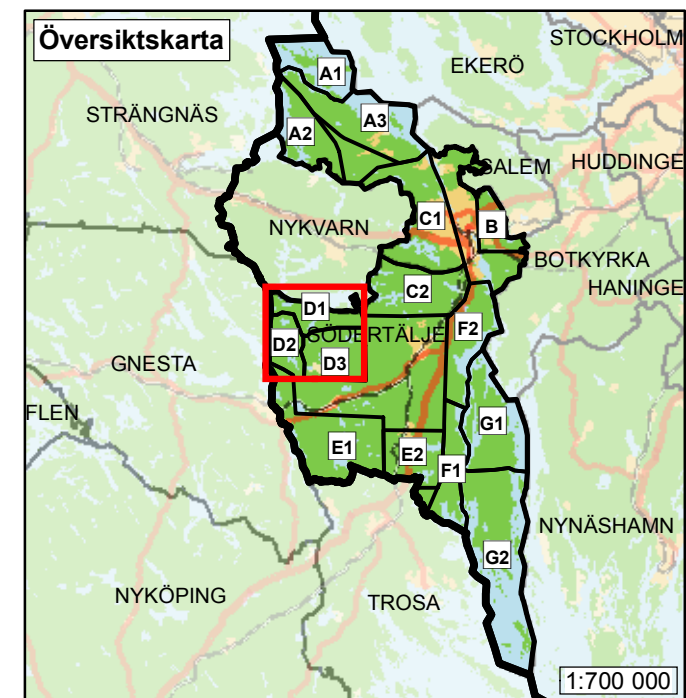 Översiktskarta
STOCKHOLM
EKERÖ
A1
STRÄNGNÄS
A3
A2
SALEM
HUDDINGE
C1
B
NYKVARN
BOTKYRKA
HANINGE
C2
D1
F2
SÖDERTÄLJE
D2
D3
GNESTA
FLEN
G1
E1
E2
F1
NYNÄSHAMN
G2
NYKÖPING
TROSA
1:700 000